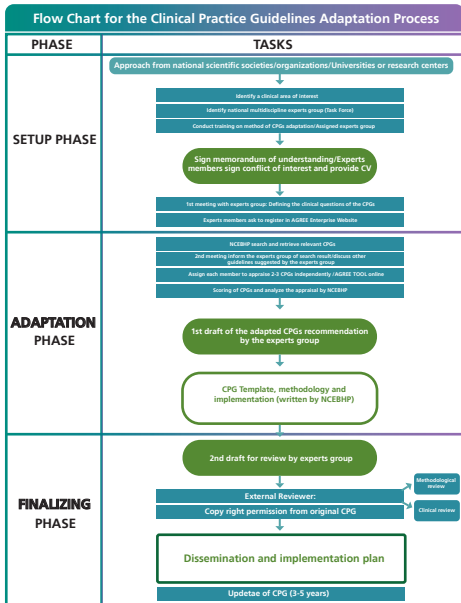 Flow Chart for the Clinical Practice Guidelines Adaptation Process
PHASE
TASKS
SETUP PHASE
Approach from national scientific societies/organizations/Universities or research centers
Identify a clinical area of interest
Identify national multidiscipline experts group (Task Force)
Conduct training on method of CPGs adaptation/Assigned experts group
Sign memorandum of understanding/Experts
members sign conflict of interest and provide CV
1st meeting with experts group: Defining the clinical questions of the CPGs
Experts members ask to register in AGREE Enterprise Website
ADAPTATION
PHASE
NCEBHP search and retrieve relevant CPGs
2nd meeting inform the experts group of search result/discuss other
guidelines suggested by the experts group
Assign each member to appraise 2-3 CPGs independently /AGREE TOOL online
Scoring of CPGs and analyze the appraisal by NCEBHP
1st draft of the adapted CPGs recommendation
by the experts group
CPG Template, methodology and
implementation (written by NCEBHP)
FINALIZING
PHASE
2nd draft for review by experts group
External Reviewer:
Copy right permission from original CPG
Methodological
review
Clinical review
Dissemination and implementation plan
Updetae of CPG (3-5 years)